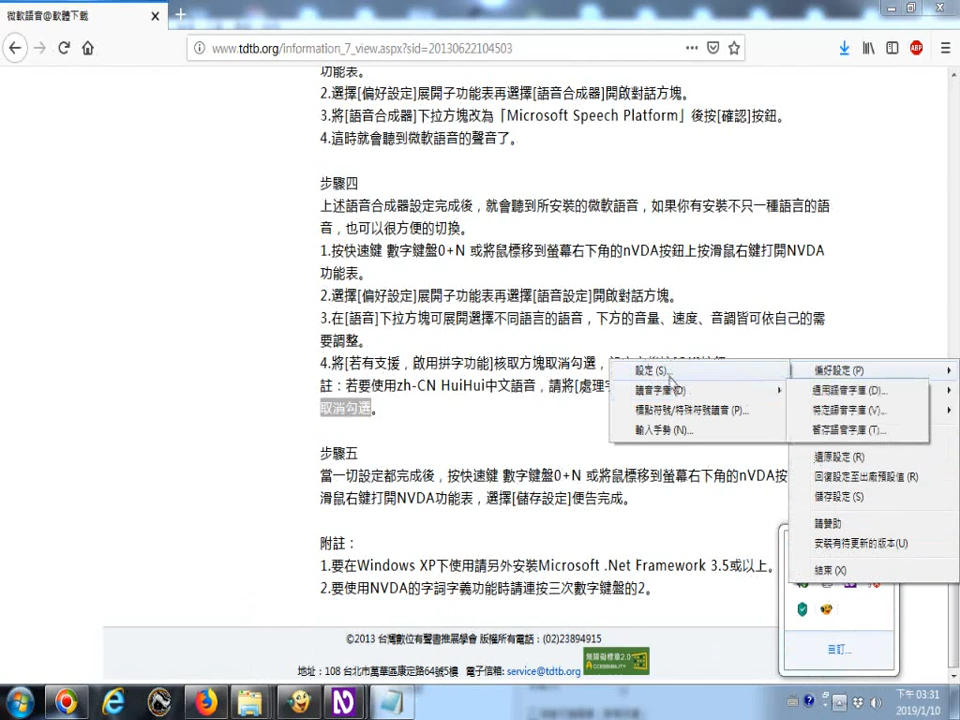 微軟語音@軟體下載
www.tdtb.org/information_7_view.aspx?sid=20130622104503
ABP
功能表。
2.選擇[偏好設定]展開子功能表再選擇[語音合成器]開啟對話方塊。
3.將[語音合成器]下拉方塊改為「Microsoft Speech Platform」後按[確認]按鈕。
4.這時就會聽到微軟語音的聲音了。
步驟四
上述語音合成器設定完成後，就會聽到所安裝的微軟語音，如果你有安裝不只一種語言的語
音，也可以很方便的切換。
1.按快速鍵 數字鍵盤0+N 或將鼠標移到螢幕右下角的nVDA按鈕上按滑鼠右鍵打開NVDA
功能表。
2.選擇[偏好設定]展開子功能表再選擇[語音設定]開啟對話方塊。
3.在[語音]下拉方塊可展開選擇不同語言的語音，下方的音量、速度、音調皆可依自己的需
要調整。
4.將[若有支援，啟用拼字功能]核取方塊取消勾選，
註：若要使用zh-CN HuiHui中文語音，請將[處理字
取消勾選。
設定 (S)...
讀音字庫(D)
標點符號/特殊符號讀音 (P)...
輸入手勢 (N)...
偏好設定 (P)
通用語音字庫 (D)...
特定語音字庫 (V)...
暫存語音字庫 (T)...
還原設定 (R)
回復設定至出廠預設值 (R)
儲存設定 (S)
請贊助
安裝有待更新的版本(U)
結束 (X)
步驟五
當一切設定都完成後，按快速鍵 數字鍵盤0+N 或將鼠標移到螢幕右下角的NVDA按
滑鼠右鍵打開NVDA功能表，選擇[儲存設定]便告完成。
附註：
1.要在Windows XP下使用請另外安裝Microsoft .Net Framework 3.5或以上。
2.要使用NVDA的字詞字義功能時請連按三次數字鍵盤的2。
自訂...
©2013 台灣數位有聲書推展學會 版權所有電話：(02)23894915
地址：108 台北市萬華區康定路64號5樓 電子信箱：service@tdtb.org
無障礙標章2.0
ACCESSIBILITY
下午 03:31
2019/1/10